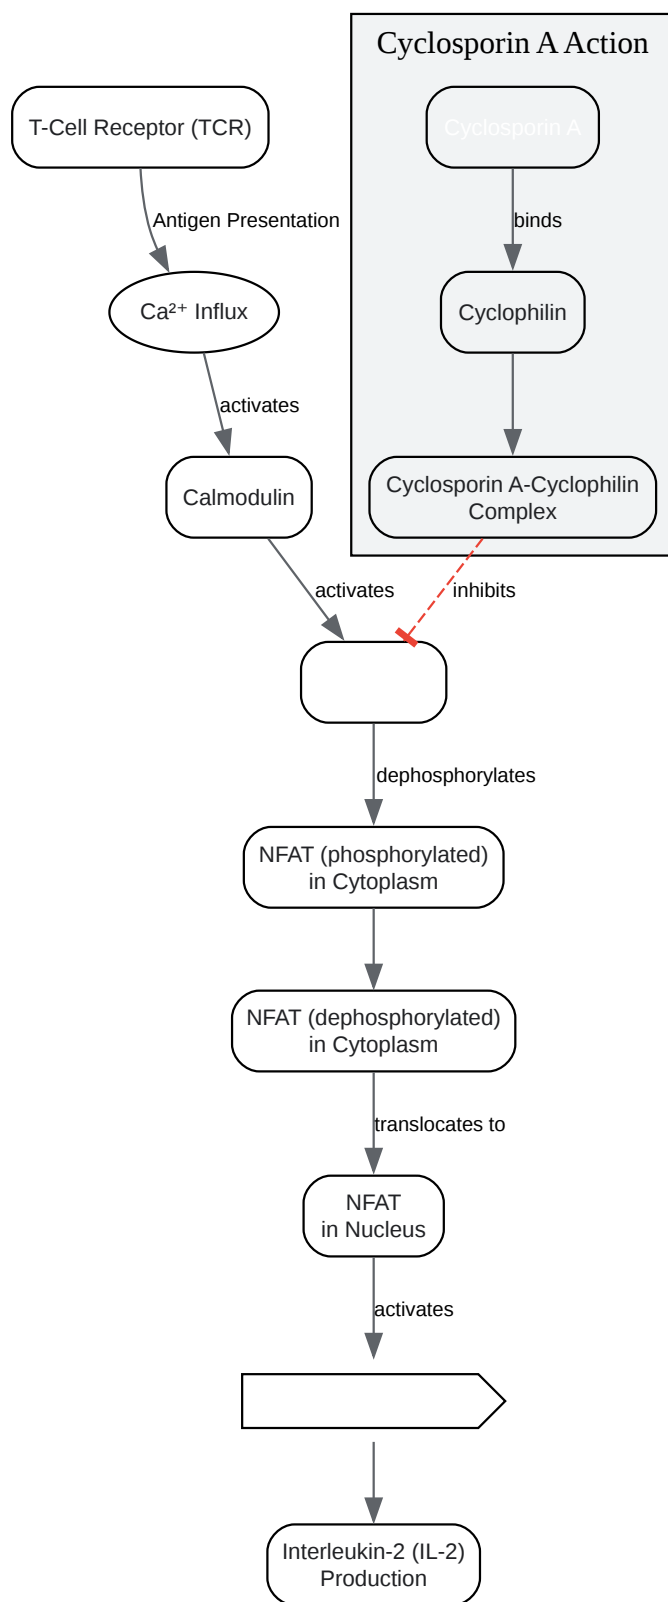 Cyclosporin A Action
T-Cell Receptor (TCR)
Cyclosporin A
Antigen Presentation
binds
Ca²⁺ Influx
Cyclophilin
activates
Calmodulin
Cyclosporin A-Cyclophilin
Complex
activates
inhibits
dephosphorylates
NFAT (phosphorylated)
in Cytoplasm
NFAT (dephosphorylated)
in Cytoplasm
translocates to
NFAT
in Nucleus
activates
Interleukin-2 (IL-2)
Production